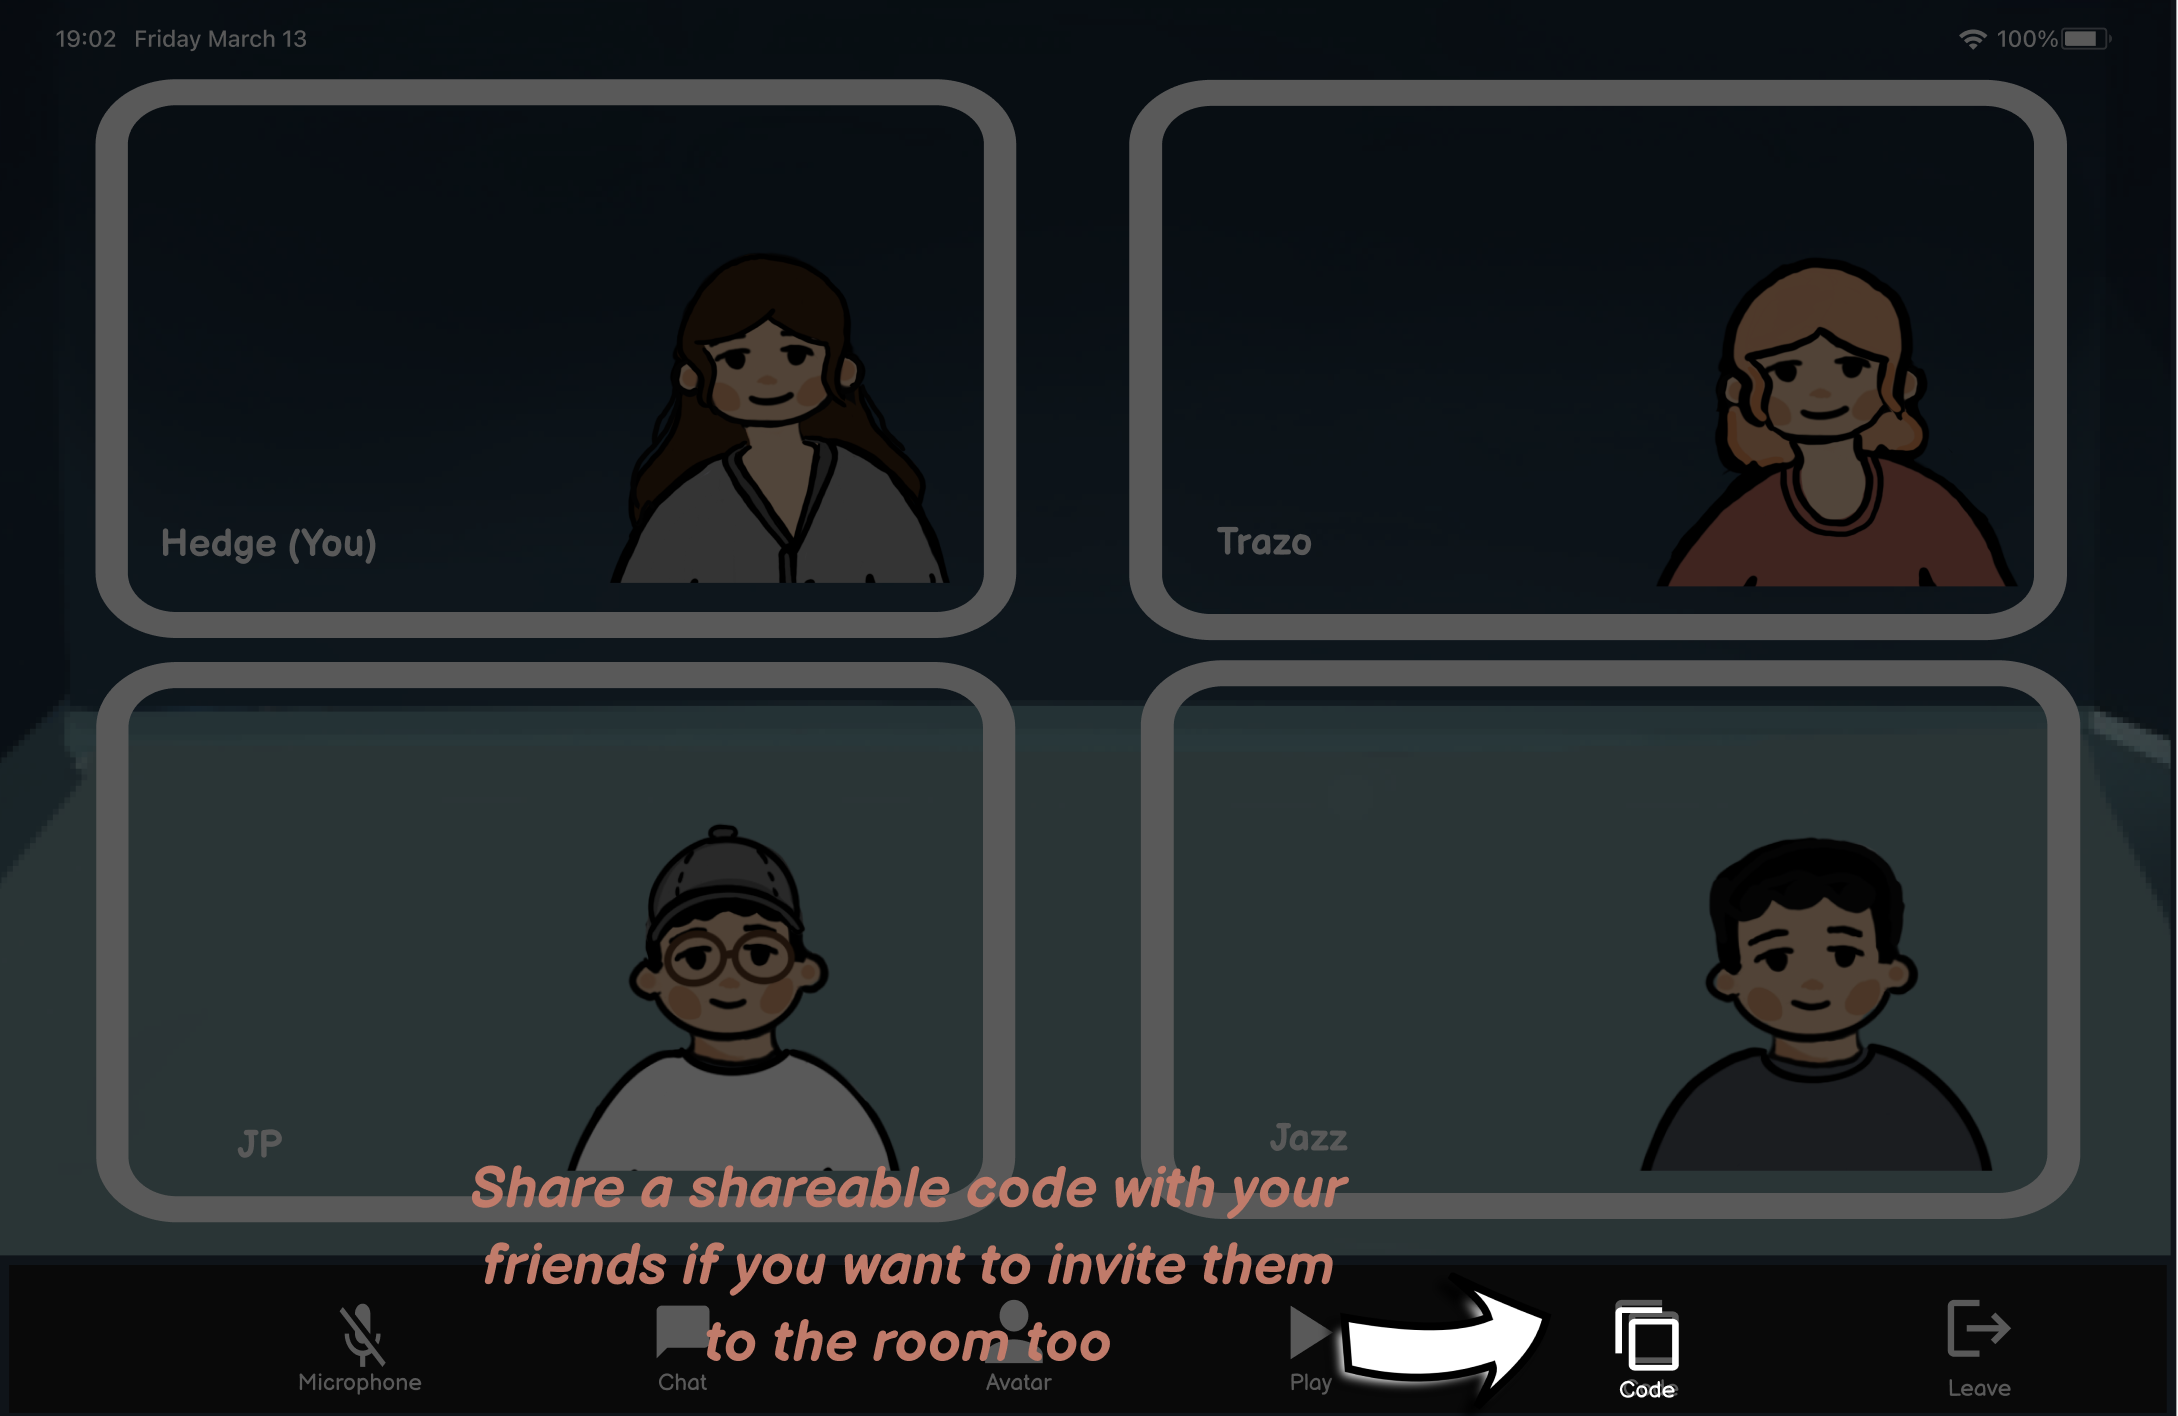 19:02 Friday March 13
100%
Hedge (You)
Trazo
JP
Jazz
Share a shareable code with your
friends if you want to invite them
to the room too
Microphone
Chat
Avatar
Play
Code
Leave